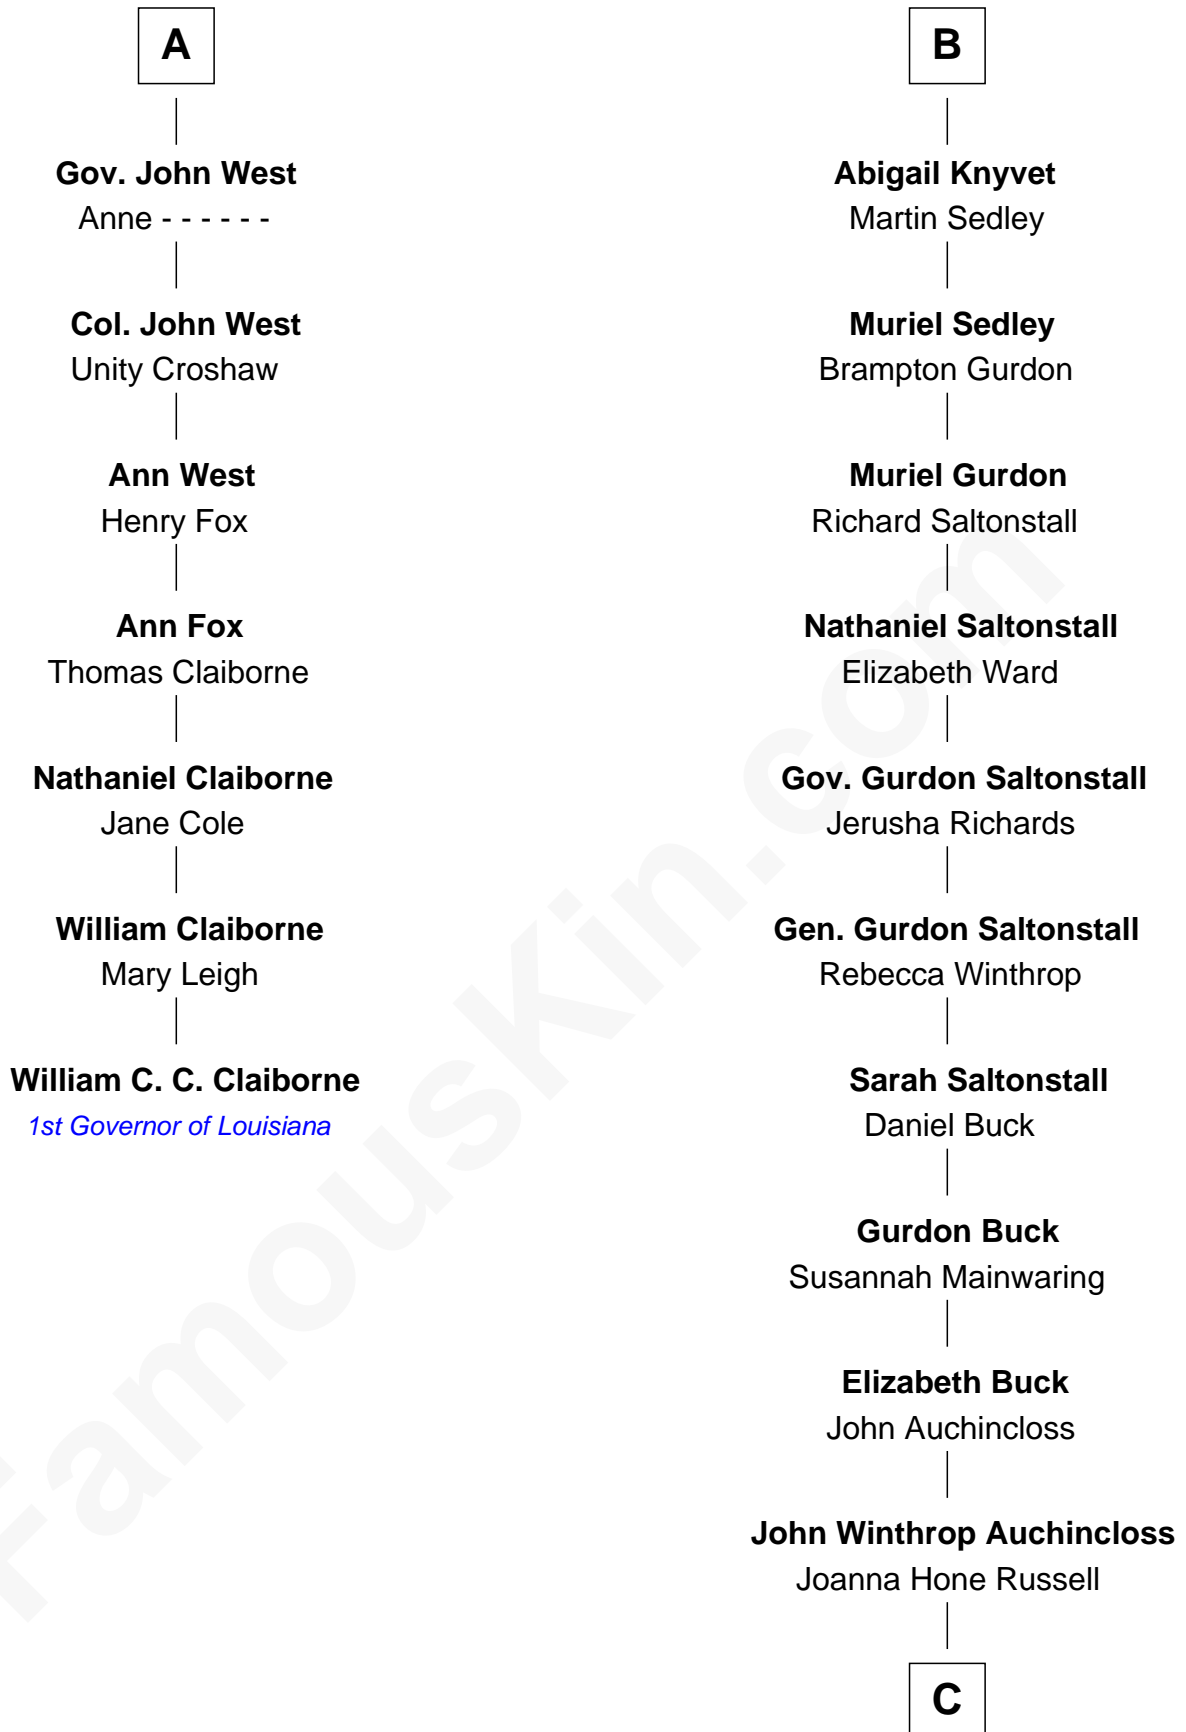 A
Gov. John West
Anne - - - - - -
Col. John West
Unity Croshaw
Ann West
Henry Fox
Ann Fox
Thomas Claiborne
Nathaniel Claiborne
Jane Cole
William Claiborne
Mary Leigh
William C. C. Claiborne
1st Governor of Louisiana
B
Abigail Knyvet
Martin Sedley
Muriel Sedley
Brampton Gurdon
Muriel Gurdon
Richard Saltonstall
Nathaniel Saltonstall
Elizabeth Ward
Gov. Gurdon Saltonstall
Jerusha Richards
Gen. Gurdon Saltonstall
Rebecca Winthrop
Sarah Saltonstall
Daniel Buck
Gurdon Buck
Susannah Mainwaring
Elizabeth Buck
John Auchincloss
John Winthrop Auchincloss
Joanna Hone Russell
C
FamousKin.com